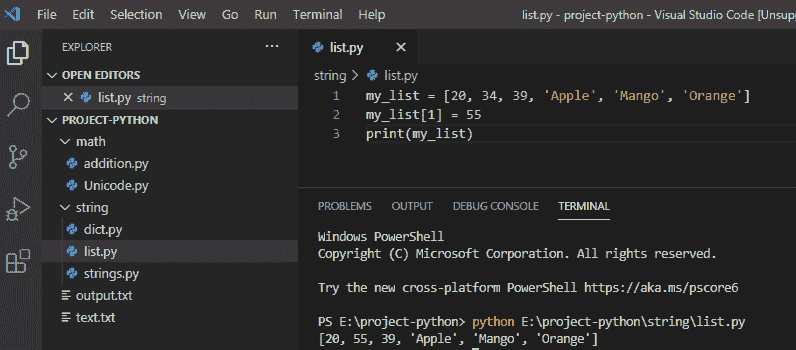 File Edit Selection View Go Run Terminal Help list.py - project-python - Visual Studio Code [Unsup
EXPLORER
OPEN EDITORS
list.py string
PROJECT-PYTHON
math
addition.py
Unicode.py
string
dict.py
list.py
strings.py
output.txt
text.txt
list.py
string > list.py
1 my_list = [20, 34, 39, 'Apple', 'Mango', 'Orange']
2 my_list[1] = 55
3 print(my_list)
PROBLEMS OUTPUT DEBUG CONSOLE TERMINAL
Windows PowerShell
Copyright (C) Microsoft Corporation. All rights reserved.
Try the new cross-platform PowerShell https://aka.ms/pscore6
PS E:\project-python> python E:\project-python\string\list.py
[20, 55, 39, 'Apple', 'Mango', 'Orange']